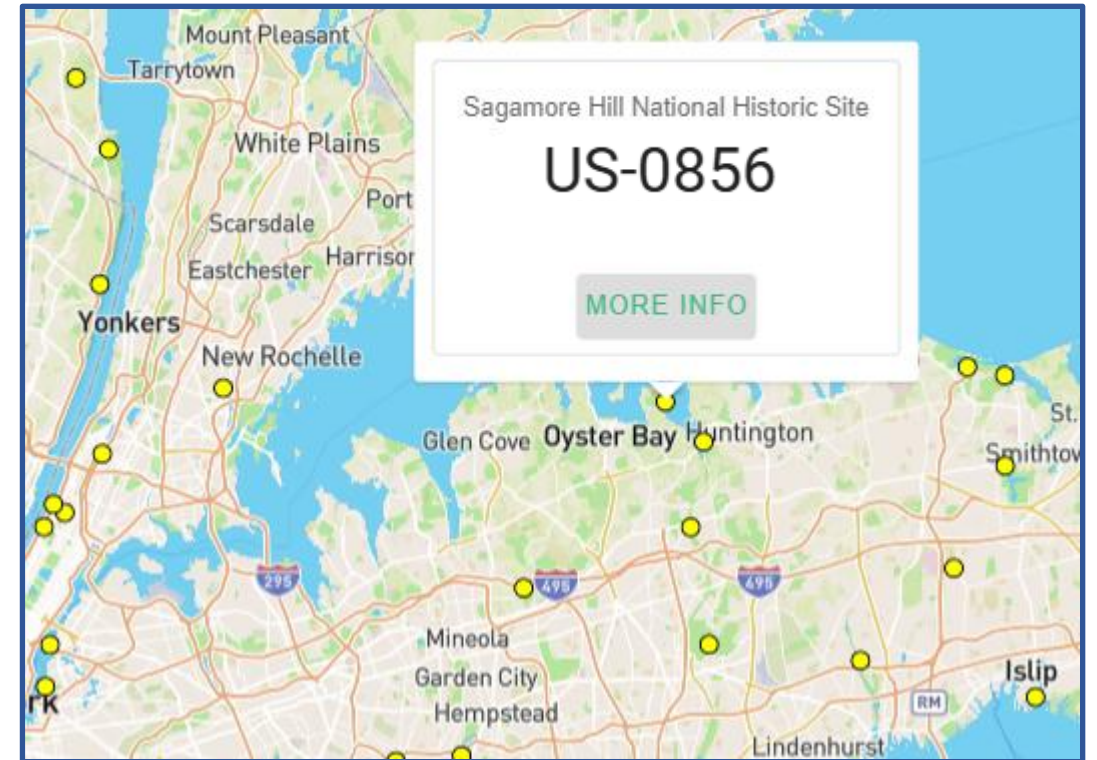 Mount Pleasant
Tarrytown
White Plains
Port
Scarsdale
Harrison
Eastchester
Yonkers
New Rochelle
Sagamore Hill National Historic Site
US-0856
MORE INFO
Glen Cove
Oyster Bay
Huntington
St.
Smithtow
295
495
495
Mineola
Garden City
Hempstead
Islip
RM
rk
Lindenhurst